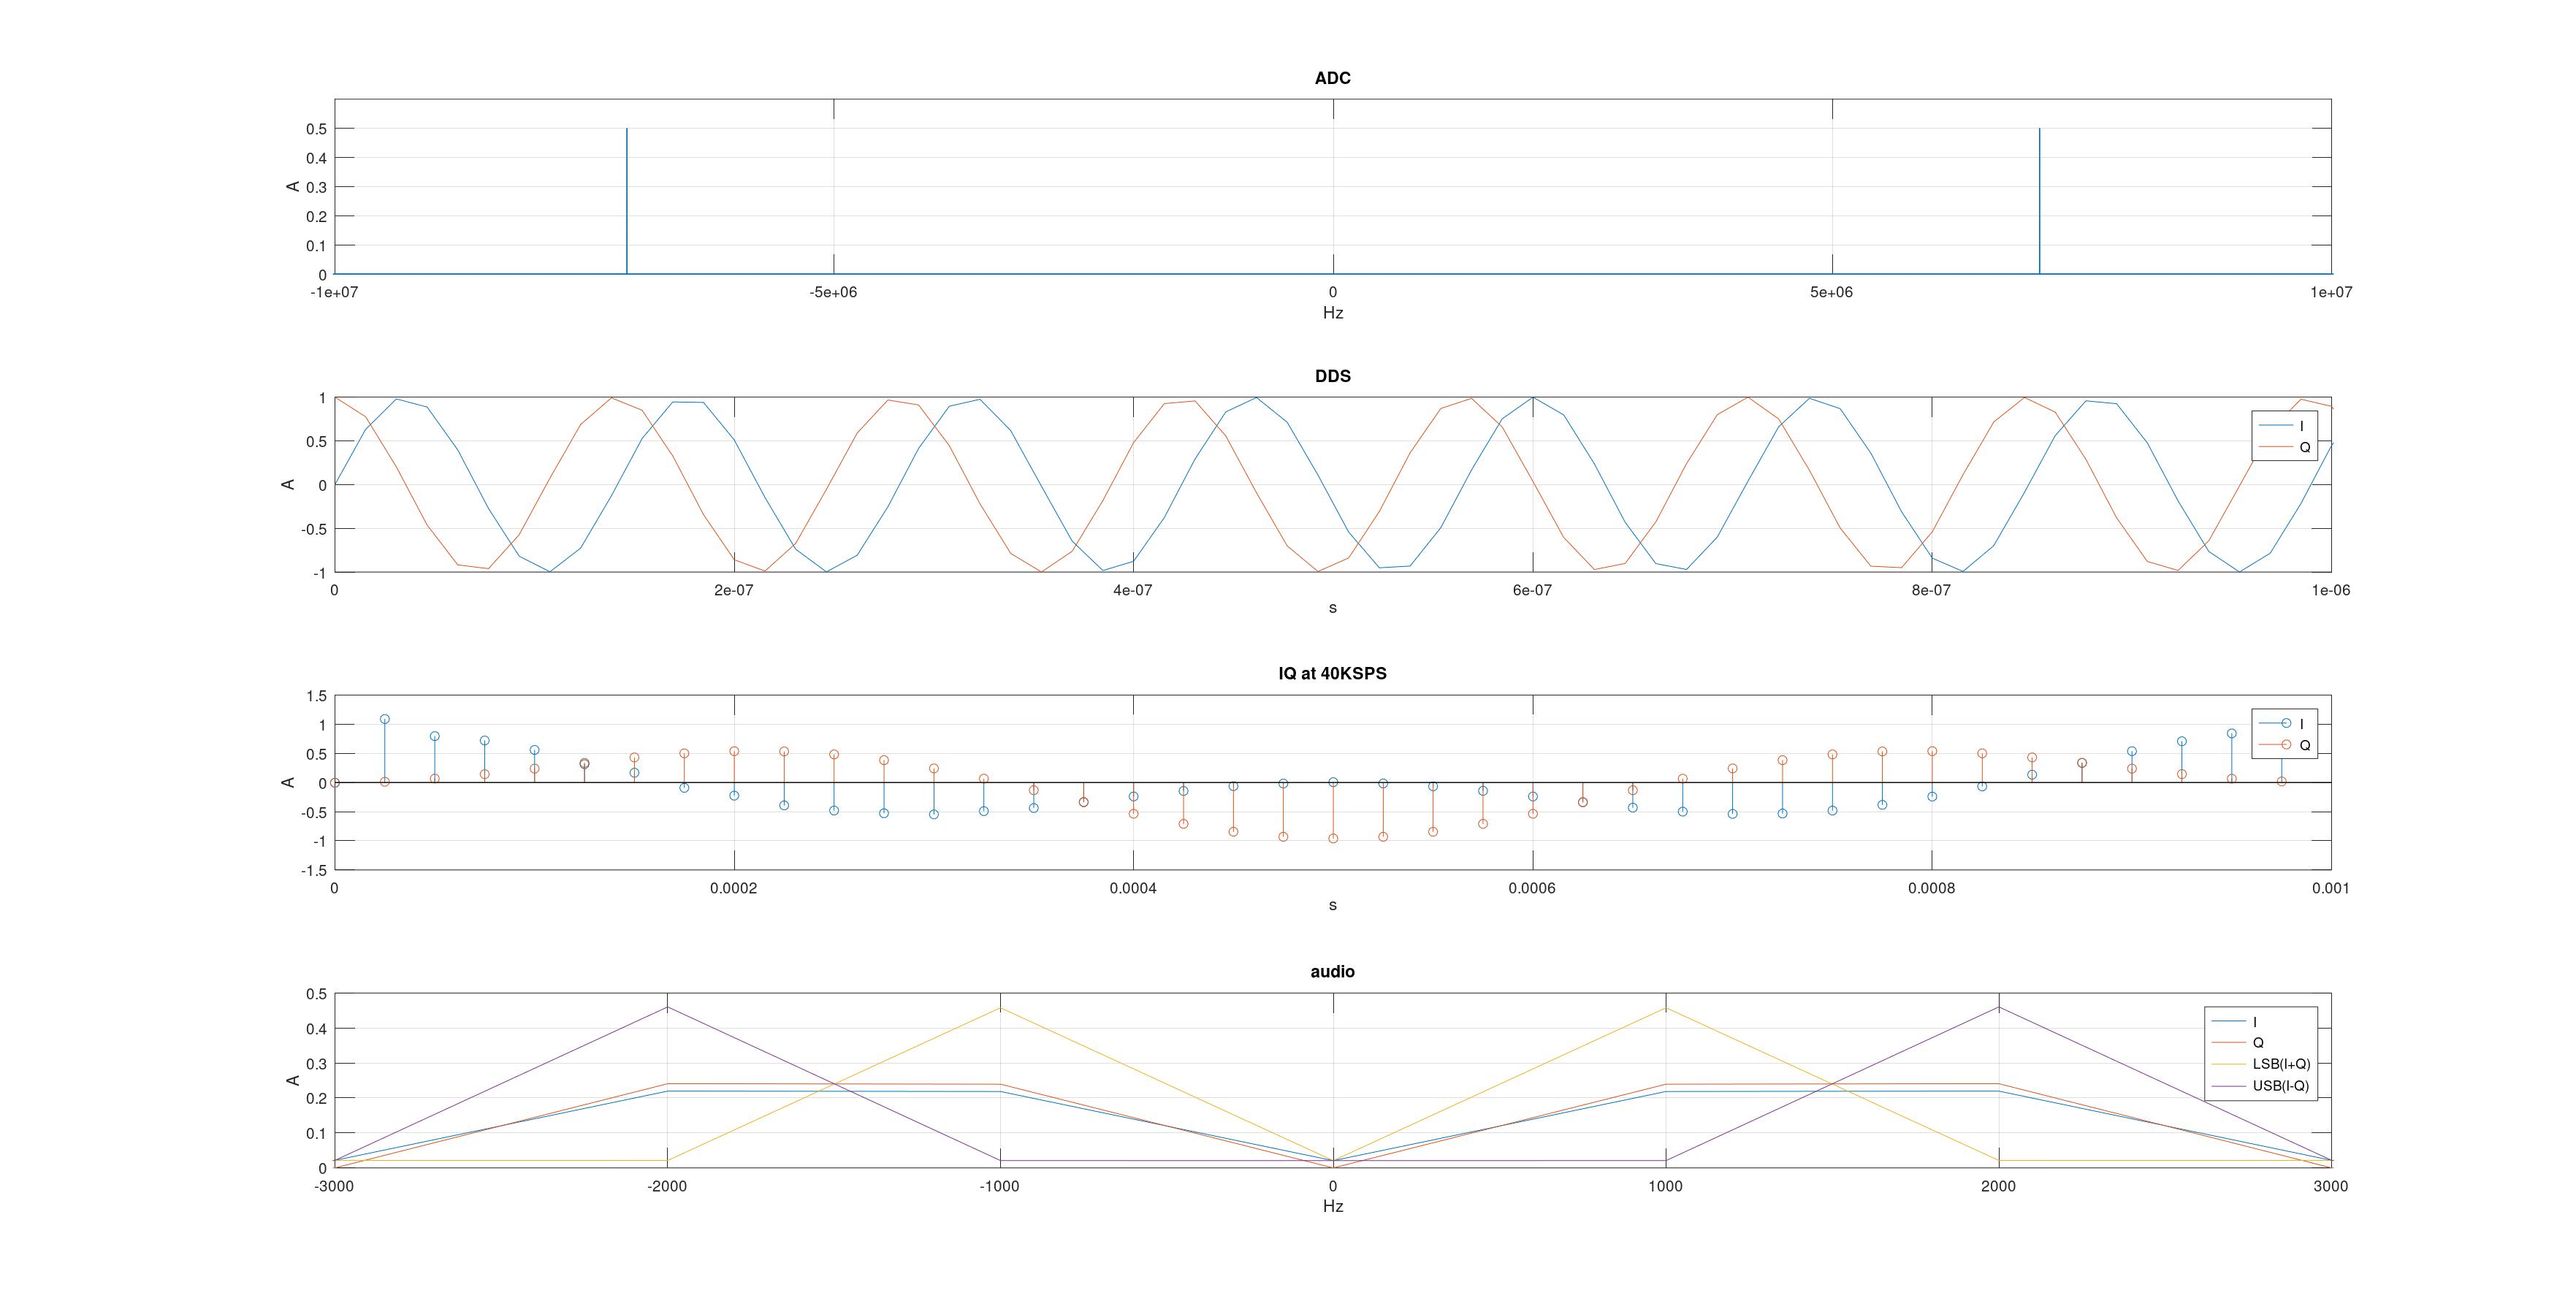 ADC
0.5
0.4
0.3
0.2
0.1
0
A
-1e+07 -5e+06 0 5e+06 1e+07
Hz
DDS
1
0.5
0
-0.5
-1
A
I
Q
0 2e-07 4e-07 6e-07 8e-07 1e-06
s
IQ at 40KSPS
1.5
1
0.5
0
-0.5
-1
-1.5
A
I
Q
0 0.0002 0.0004 0.0006 0.0008 0.001
s
audio
0.5
0.4
0.3
0.2
0.1
0
A
I
Q
LSB(I+Q)
USB(I-Q)
-3000 -2000 -1000 0 1000 2000 3000
Hz